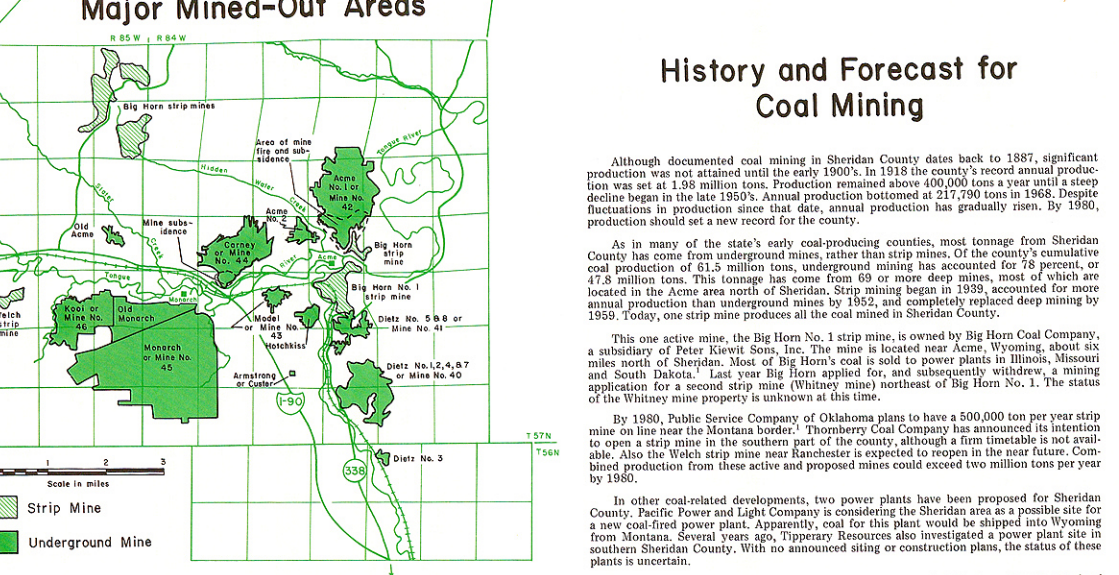 Major Mined-Out Areas
R 85 W
R 84 W
Big Horn strip mines
Area of mine
fire and sub-
sidence
Tongue River
Hidden Water Creek
Slater Creek
Acme
No. 1 or
Mine No.
42
Acme
No. 2
Mine subs-
idence
Old
Acme
Corney
or Mine
No. 44
Big Horn
strip
mine
Acme
River
Tongue
Big Horn No. 1
strip mine
Monarch
Welch
strip
mine
Kooi or
Mine No.
46
Old
Monarch
Model
or Mine No.
43
Hotchkiss
Dietz No. 5 & 8 or
Mine No. 41
Monarch
or Mine No.
45
Dietz No. 1, 2, 4, & 7
or Mine No. 40
Armstrong
or Custer
I-90
T 57 N
T 56 N
Dietz No. 3
338
1 2 3
Scale in miles
Strip Mine
Underground Mine
History and Forecast for
Coal Mining
Although documented coal mining in Sheridan County dates back to 1887, significant
production was not attained until the early 1900's. In 1918 the county's record annual produc-
tion was set at 1.98 million tons. Production remained above 400,000 tons a year until a steep
decline began in the late 1950's. Annual production bottomed at 217,790 tons in 1968. Despite
fluctuations in production since that date, annual production has gradually risen. By 1980,
production should set a new record for the county.
As in many of the state's early coal-producing counties, most tonnage from Sheridan
County has come from underground mines, rather than strip mines. Of the county's cumulative
coal production of 61.5 million tons, underground mining has accounted for 78 percent, or
47.8 million tons. This tonnage has come from 69 or more deep mines, most of which are
located in the Acme area north of Sheridan. Strip mining began in 1939, accounted for more
annual production than underground mines by 1952, and completely replaced deep mining by
1959. Today, one strip mine produces all the coal mined in Sheridan County.
This one active mine, the Big Horn No. 1 strip mine, is owned by Big Horn Coal Company,
a subsidiary of Peter Kiewit Sons, Inc. The mine is located near Acme, Wyoming, about six
miles north of Sheridan. Most of Big Horn's coal is sold to power plants in Illinois, Missouri
and South Dakota.¹ Last year Big Horn applied for, and subsequently withdrew, a mining
application for a second strip mine (Whitney mine) northeast of Big Horn No. 1. The status
of the Whitney mine property is unknown at this time.
By 1980, Public Service Company of Oklahoma plans to have a 500,000 ton per year strip
mine on line near the Montana border.¹ Thornberry Coal Company has announced its intention
to open a strip mine in the southern part of the county, although a firm timetable is not avail-
able. Also the Welch strip mine near Ranchester is expected to reopen in the near future. Com-
bined production from these active and proposed mines could exceed two million tons per year
by 1980.
In other coal-related developments, two power plants have been proposed for Sheridan
County. Pacific Power and Light Company is considering the Sheridan area as a possible site for
a new coal-fired power plant. Apparently, coal for this plant would be shipped into Wyoming
from Montana. Several years ago, Tipperary Resources also investigated a power plant site in
southern Sheridan County. With no announced siting or construction plans, the status of these
plants is uncertain.